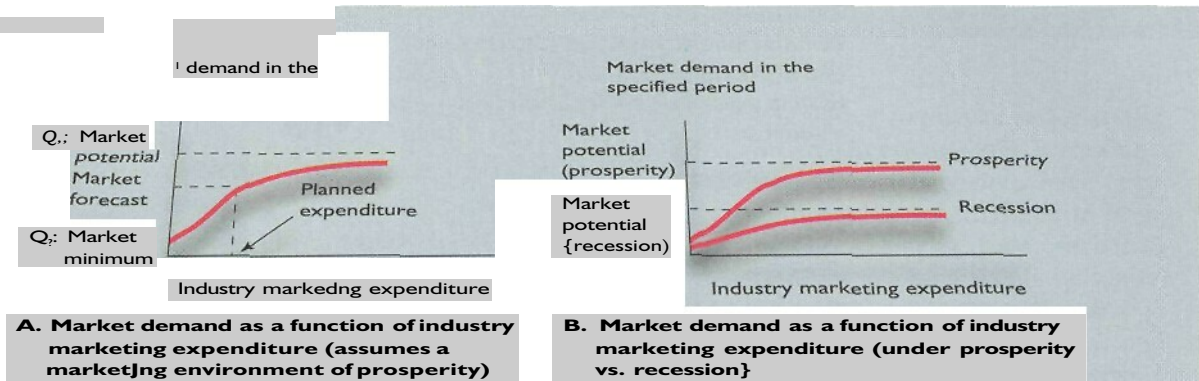 demand in the
Q,; Market
potential
Market
forecast
Q?: Market
minimum
Planned
expenditure
Industry markedng expenditure
A. Market demand as a function of industry
marketing expenditure (assumes a
marketJng environment of prosperity)
Market demand in the
specified period
Market
potential
(prosperity)
Market
potential
{recession)
Prosperity
Recession
Industry marketing expenditure
B. Market demand as a function of industry
marketing expenditure (under prosperity
vs. recession}